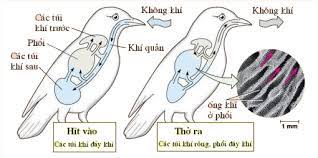 Các túi
khí trước
Phổi
Các túi
khí sau
Không khí
Khí quản
Không khí
ống khí
ở phổi
1 mm
Hít vào
Các túi khí đầy khí
Thở ra
Các túi khí rỗng, phổi đầy khí